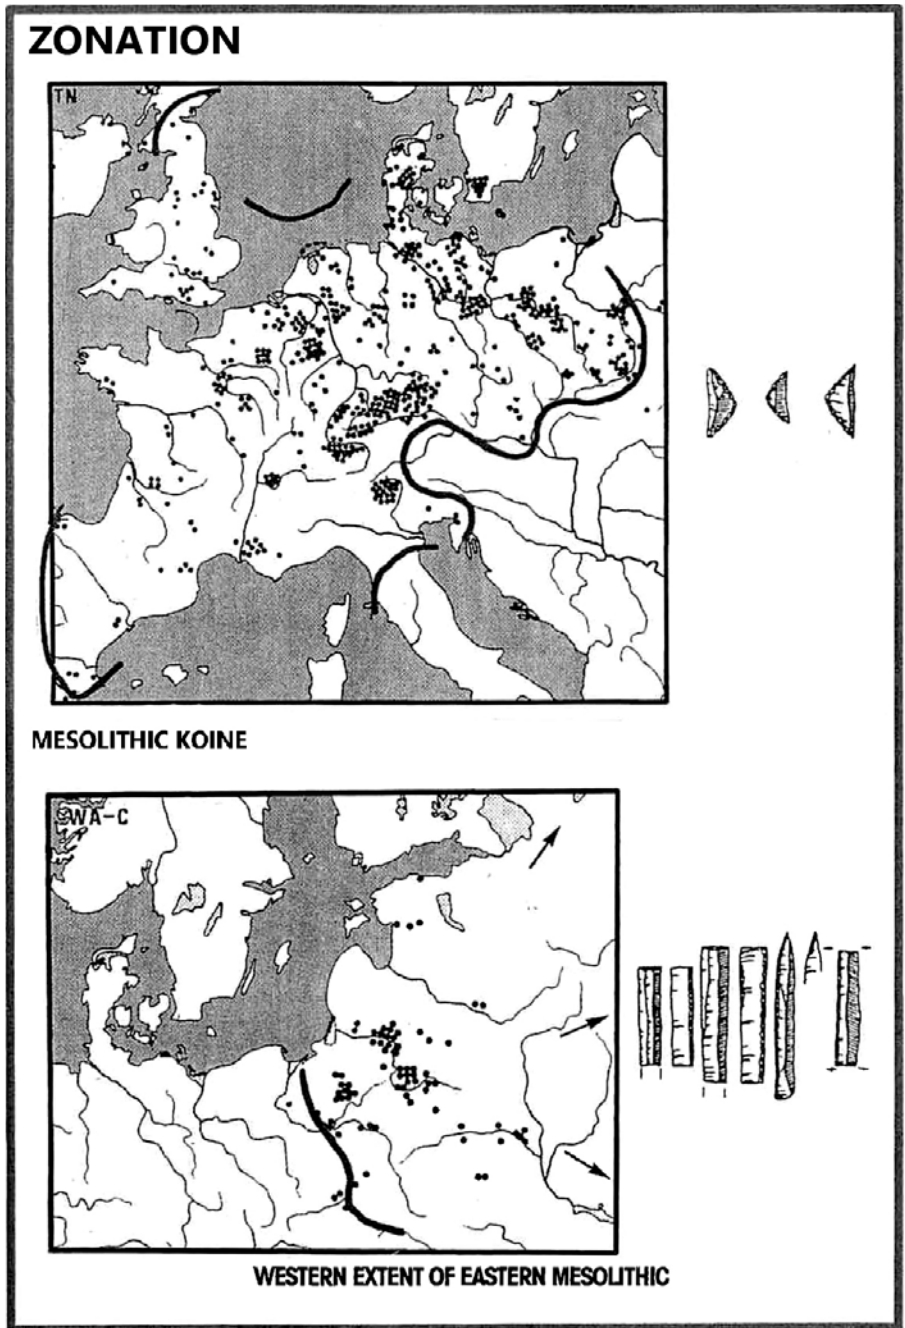 ZONATION
TN
MESOLITHIC KOINE
WA-C
WESTERN EXTENT OF EASTERN MESOLITHIC